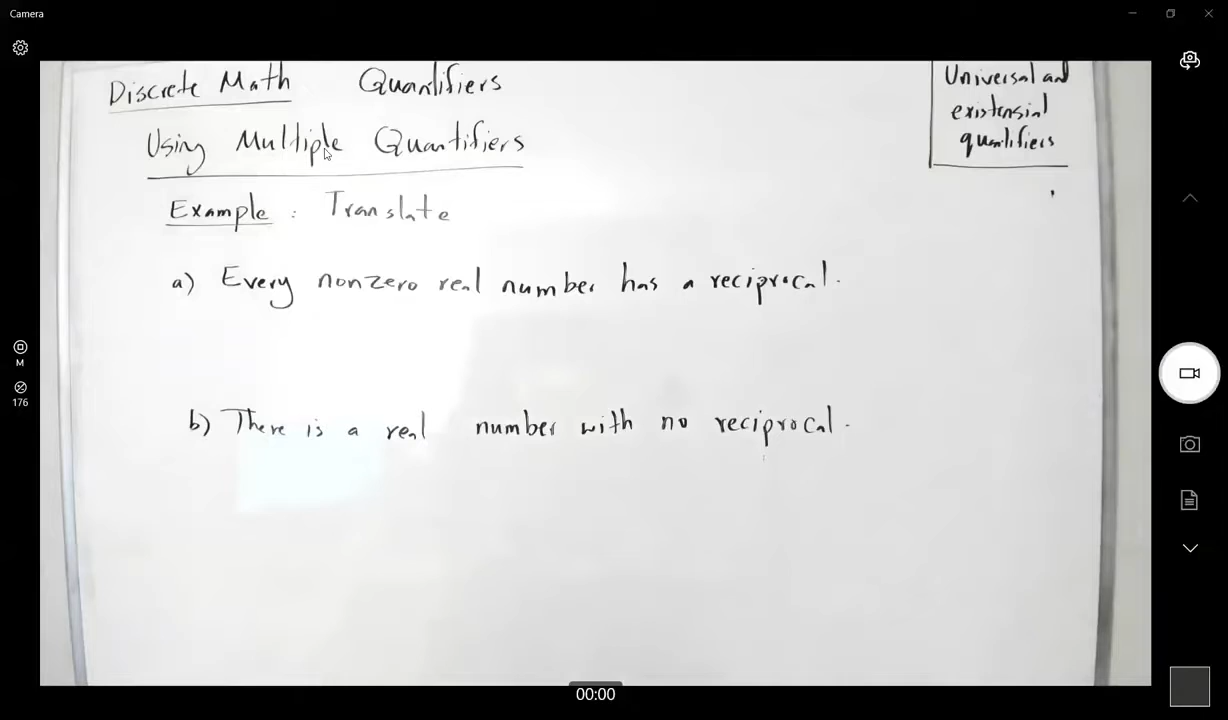 Camera
Discrete Math Quantifiers
Universal and
existensial
quantifiers
Using Multiple Quantifiers
Example : Translate
a) Every nonzero real number has a reciprocal.
M
176
b) There is a real number with no reciprocal.
00:00